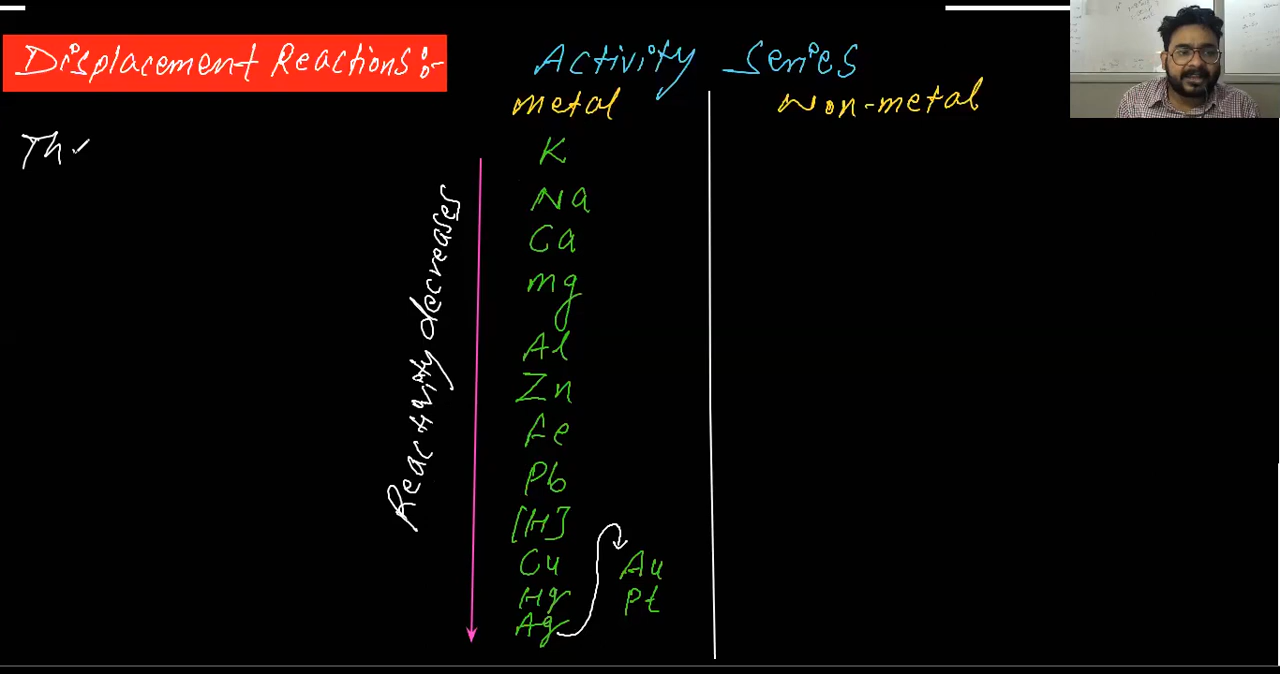 Displacement Reactions:-
Activity Series
Metal
Non-metal
Th
Reactivity decreases
K
Na
Ca
Mg
Al
Zn
Fe
Pb
[H]
Cu
Hg
Ag
Au
Pt